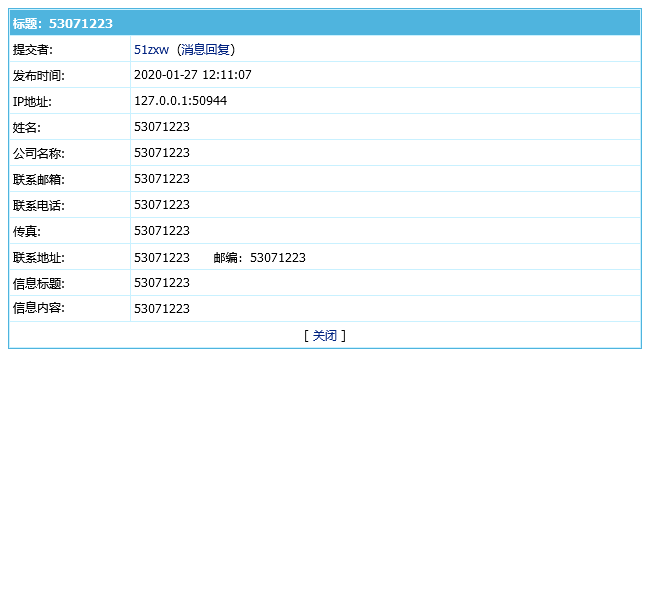 标题：53071223
提交者: 51zxw（消息回复）
发布时间: 2020-01-27 12:11:07
IP地址: 127.0.0.1:50944
姓名: 53071223
公司名称: 53071223
联系邮箱: 53071223
联系电话: 53071223
传真: 53071223
联系地址: 53071223 邮编：53071223
信息标题: 53071223
信息内容: 53071223
[ 关闭 ]